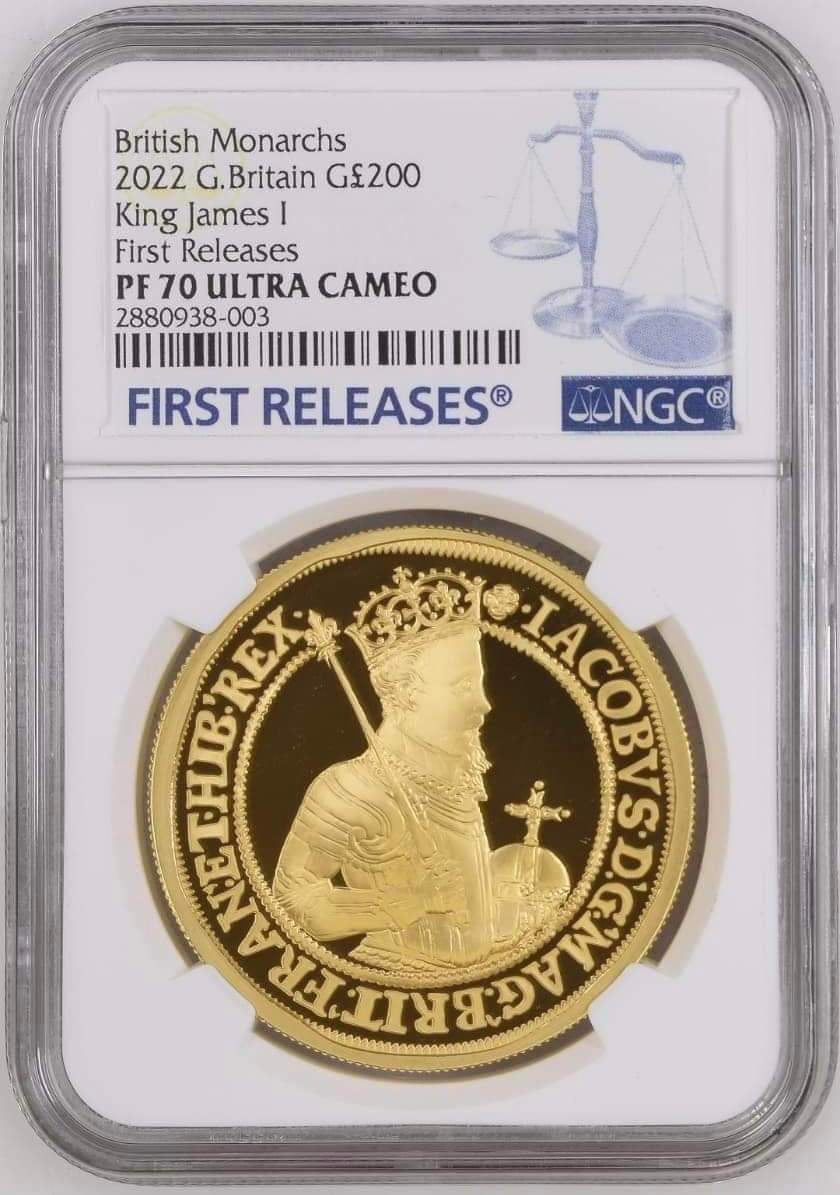 British Monarchs
2022 G.Britain G£200
King James I
First Releases
PF 70 ULTRA CAMEO
2880938-003
FIRST RELEASES®
NGC®
·IACOBVS·D'.G'.MAG'.BRIT'.FRAN'.ET·HIB'.REX·